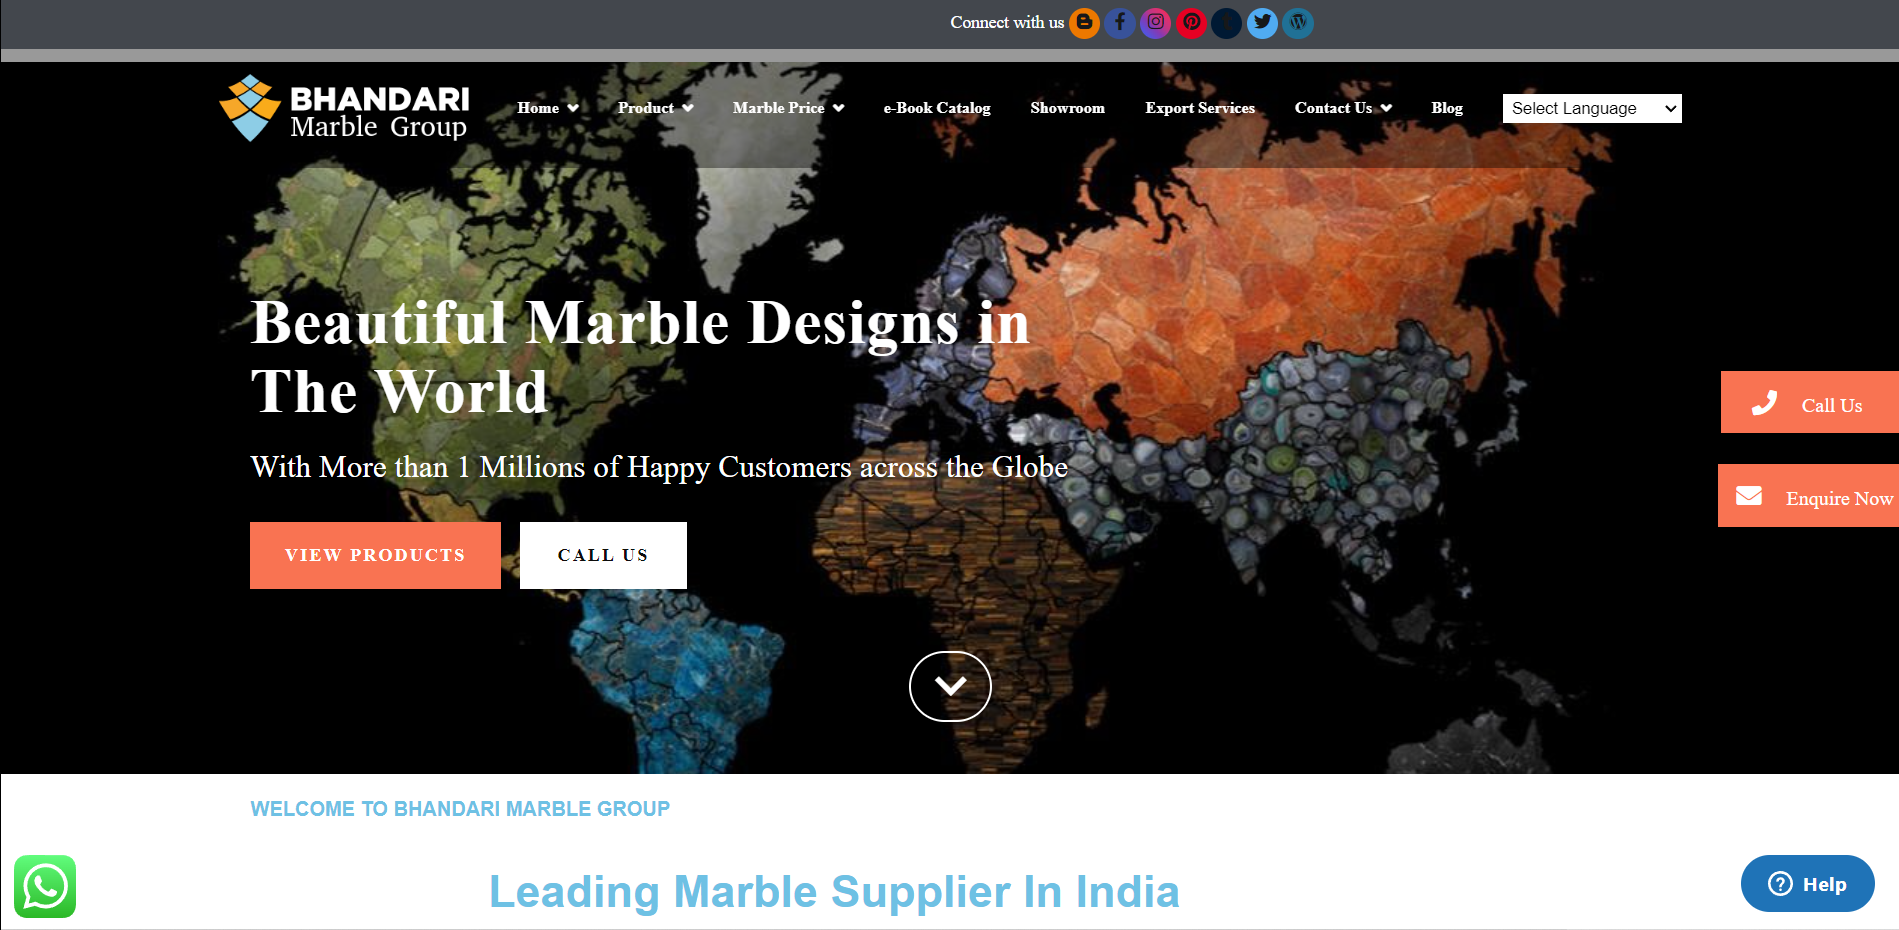 Connect with us
BHANDARI
Marble Group
Home
Product
Marble Price
e-Book Catalog
Showroom
Export Services
Contact Us
Blog
Select Language
Beautiful Marble Designs in
The World
With More than 1 Millions of Happy Customers across the Globe
VIEW PRODUCTS
CALL US
Call Us
Enquire Now
WELCOME TO BHANDARI MARBLE GROUP
Leading Marble Supplier In India
Help